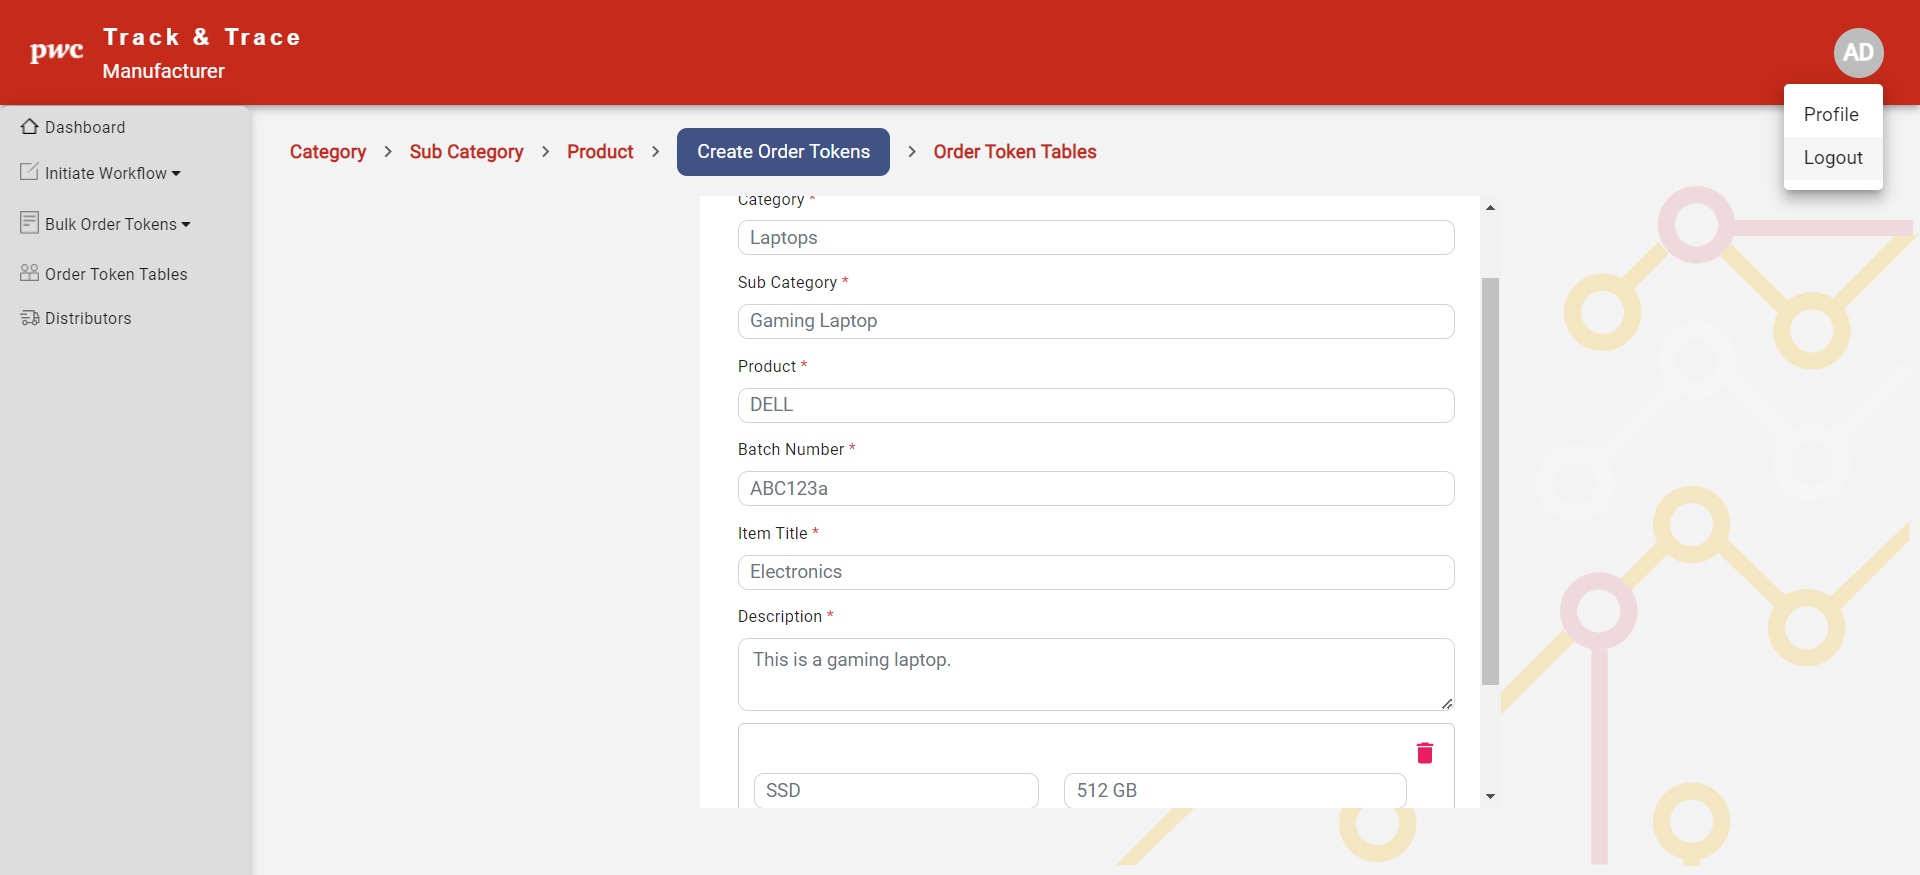 pwc
Track & Trace
Manufacturer
AD
Profile
Logout
Dashboard
Initiate Workflow
Bulk Order Tokens
Order Token Tables
Distributors
Category > Sub Category > Product > Create Order Tokens > Order Token Tables
Category *
Laptops
Sub Category *
Gaming Laptop
Product *
DELL
Batch Number *
ABC123a
Item Title *
Electronics
Description *
This is a gaming laptop.
SSD 512 GB